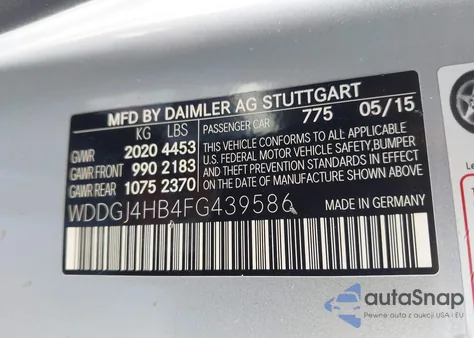 MFD BY DAIMLER AG STUTTGART
KG LBS PASSENGER CAR 775 05/15
GVWR 2020 4453 THIS VEHICLE CONFORMS TO ALL APPLICABLE
GAWR FRONT 990 2183 U.S. FEDERAL MOTOR VEHICLE SAFETY,BUMPER
GAWR REAR 1075 2370 AND THEFT PREVENTION STANDARDS IN EFFECT
ON THE DATE OF MANUFACTURE SHOWN ABOVE.
WDDGJ4HB4FG439586 MADE IN GERMANY
autaSnap
Pewne auta z aukcji USA i EU